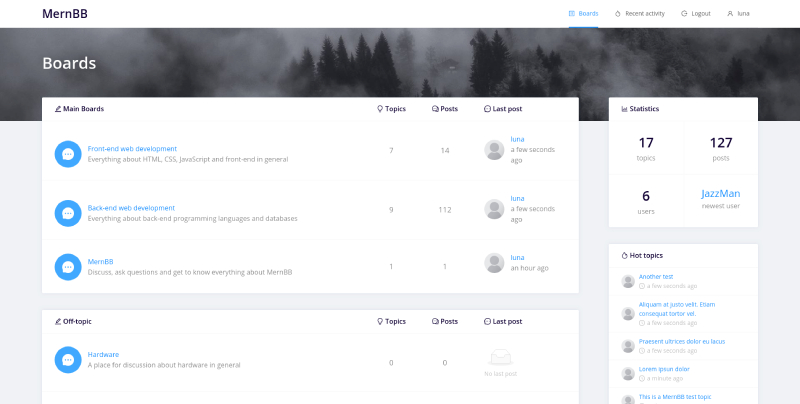 MernBB
Boards
Recent activity
Logout
luna
Boards
Main Boards
Topics
Posts
Last post
Front-end web development
Everything about HTML, CSS, JavaScript and front-end in general
7
14
luna
a few seconds
ago
Back-end web development
Everything about back-end programming languages and databases
9
112
luna
a few seconds
ago
MernBB
Discuss, ask questions and get to know everything about MernBB
1
1
luna
an hour ago
Off-topic
Topics
Posts
Last post
Hardware
A place for discussion about hardware in general
0
0
No last post
Statistics
17
topics
127
posts
6
users
JazzMan
newest user
Hot topics
Another test
a few seconds ago
Aliquam at justo velit. Etiam
consequat tortor vel.
a few seconds ago
Praesent ultrices dolor eu lacus
a few seconds ago
Lorem ipsun dolor
a minute ago
This is a MernBB test topic